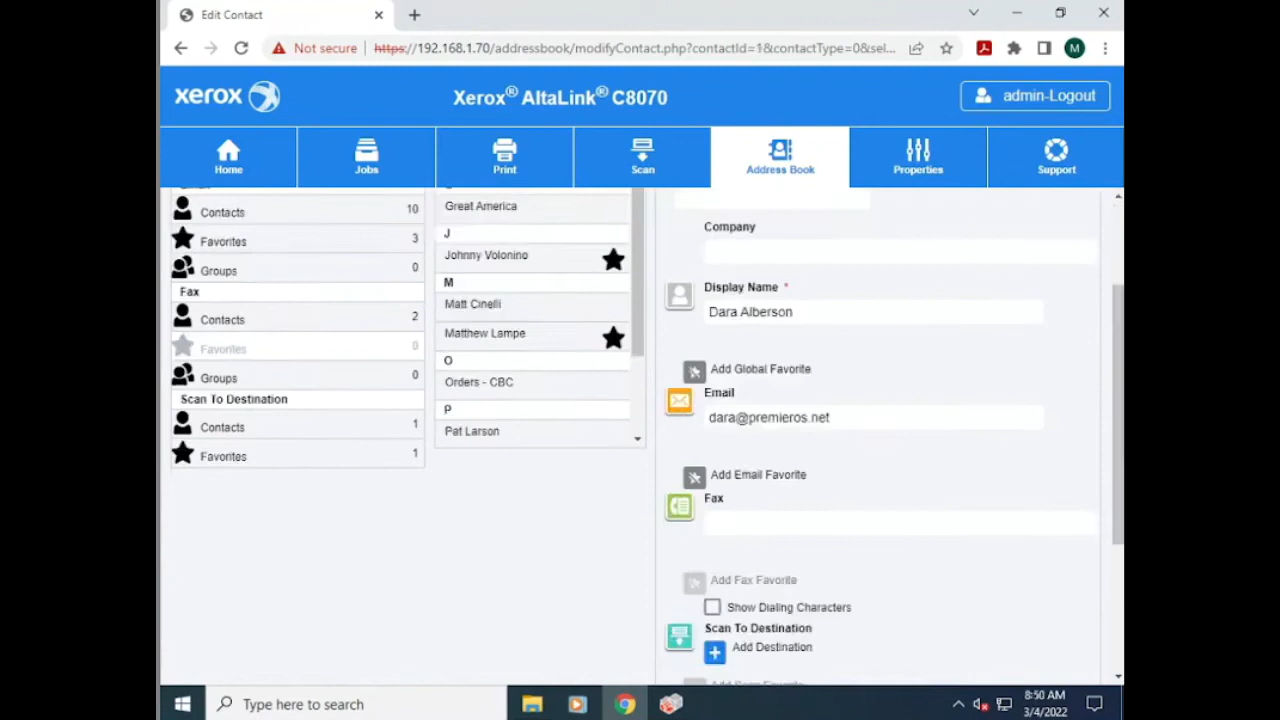 Edit Contact
Not secure https://192.168.1.70/addressbook/modifyContact.php?contactId=1&contactType=0&sel...
M
xerox
Xerox® AltaLink® C8070
admin-Logout
Home
Jobs
Print
Scan
Address Book
Properties
Support
Contacts 10
Favorites 3
Groups 0
Fax
Contacts 2
Favorites 0
Groups 0
Scan To Destination
Contacts 1
Favorites 1
Great America
J
Johnny Volonino
M
Matt Cinelli
Matthew Lampe
O
Orders - CBC
P
Pat Larson
Company
Display Name *
Dara Alberson
Add Global Favorite
Email
dara@premieros.net
Add Email Favorite
Fax
Add Fax Favorite
Show Dialing Characters
Scan To Destination
Add Destination
Type here to search
8:50 AM
3/4/2022